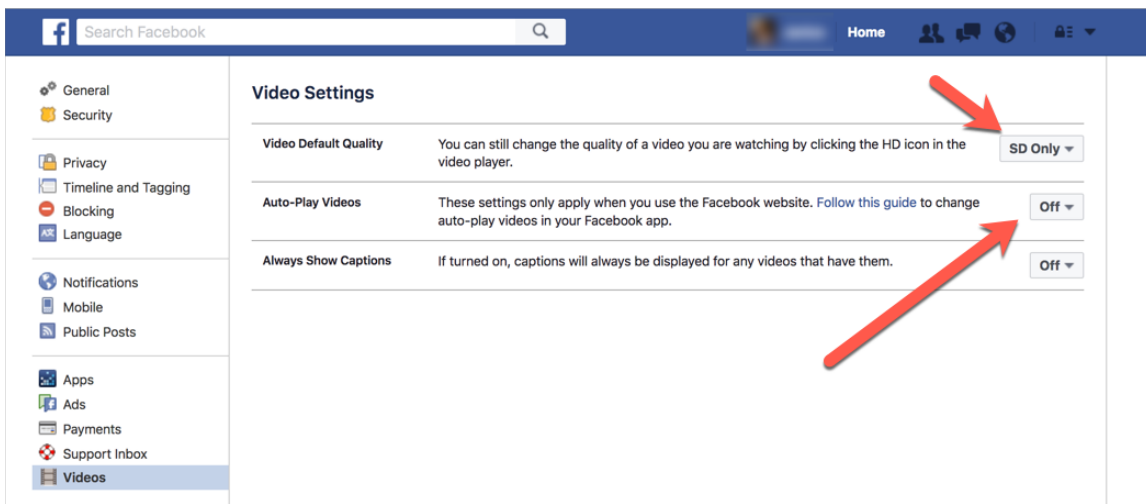 f
Search Facebook
Home
General
Security
Privacy
Timeline and Tagging
Blocking
Language
Notifications
Mobile
Public Posts
Apps
Ads
Payments
Support Inbox
Videos
Video Settings
Video Default Quality
You can still change the quality of a video you are watching by clicking the HD icon in the
video player.
SD Only
Auto-Play Videos
These settings only apply when you use the Facebook website. Follow this guide to change
auto-play videos in your Facebook app.
Off
Always Show Captions
If turned on, captions will always be displayed for any videos that have them.
Off